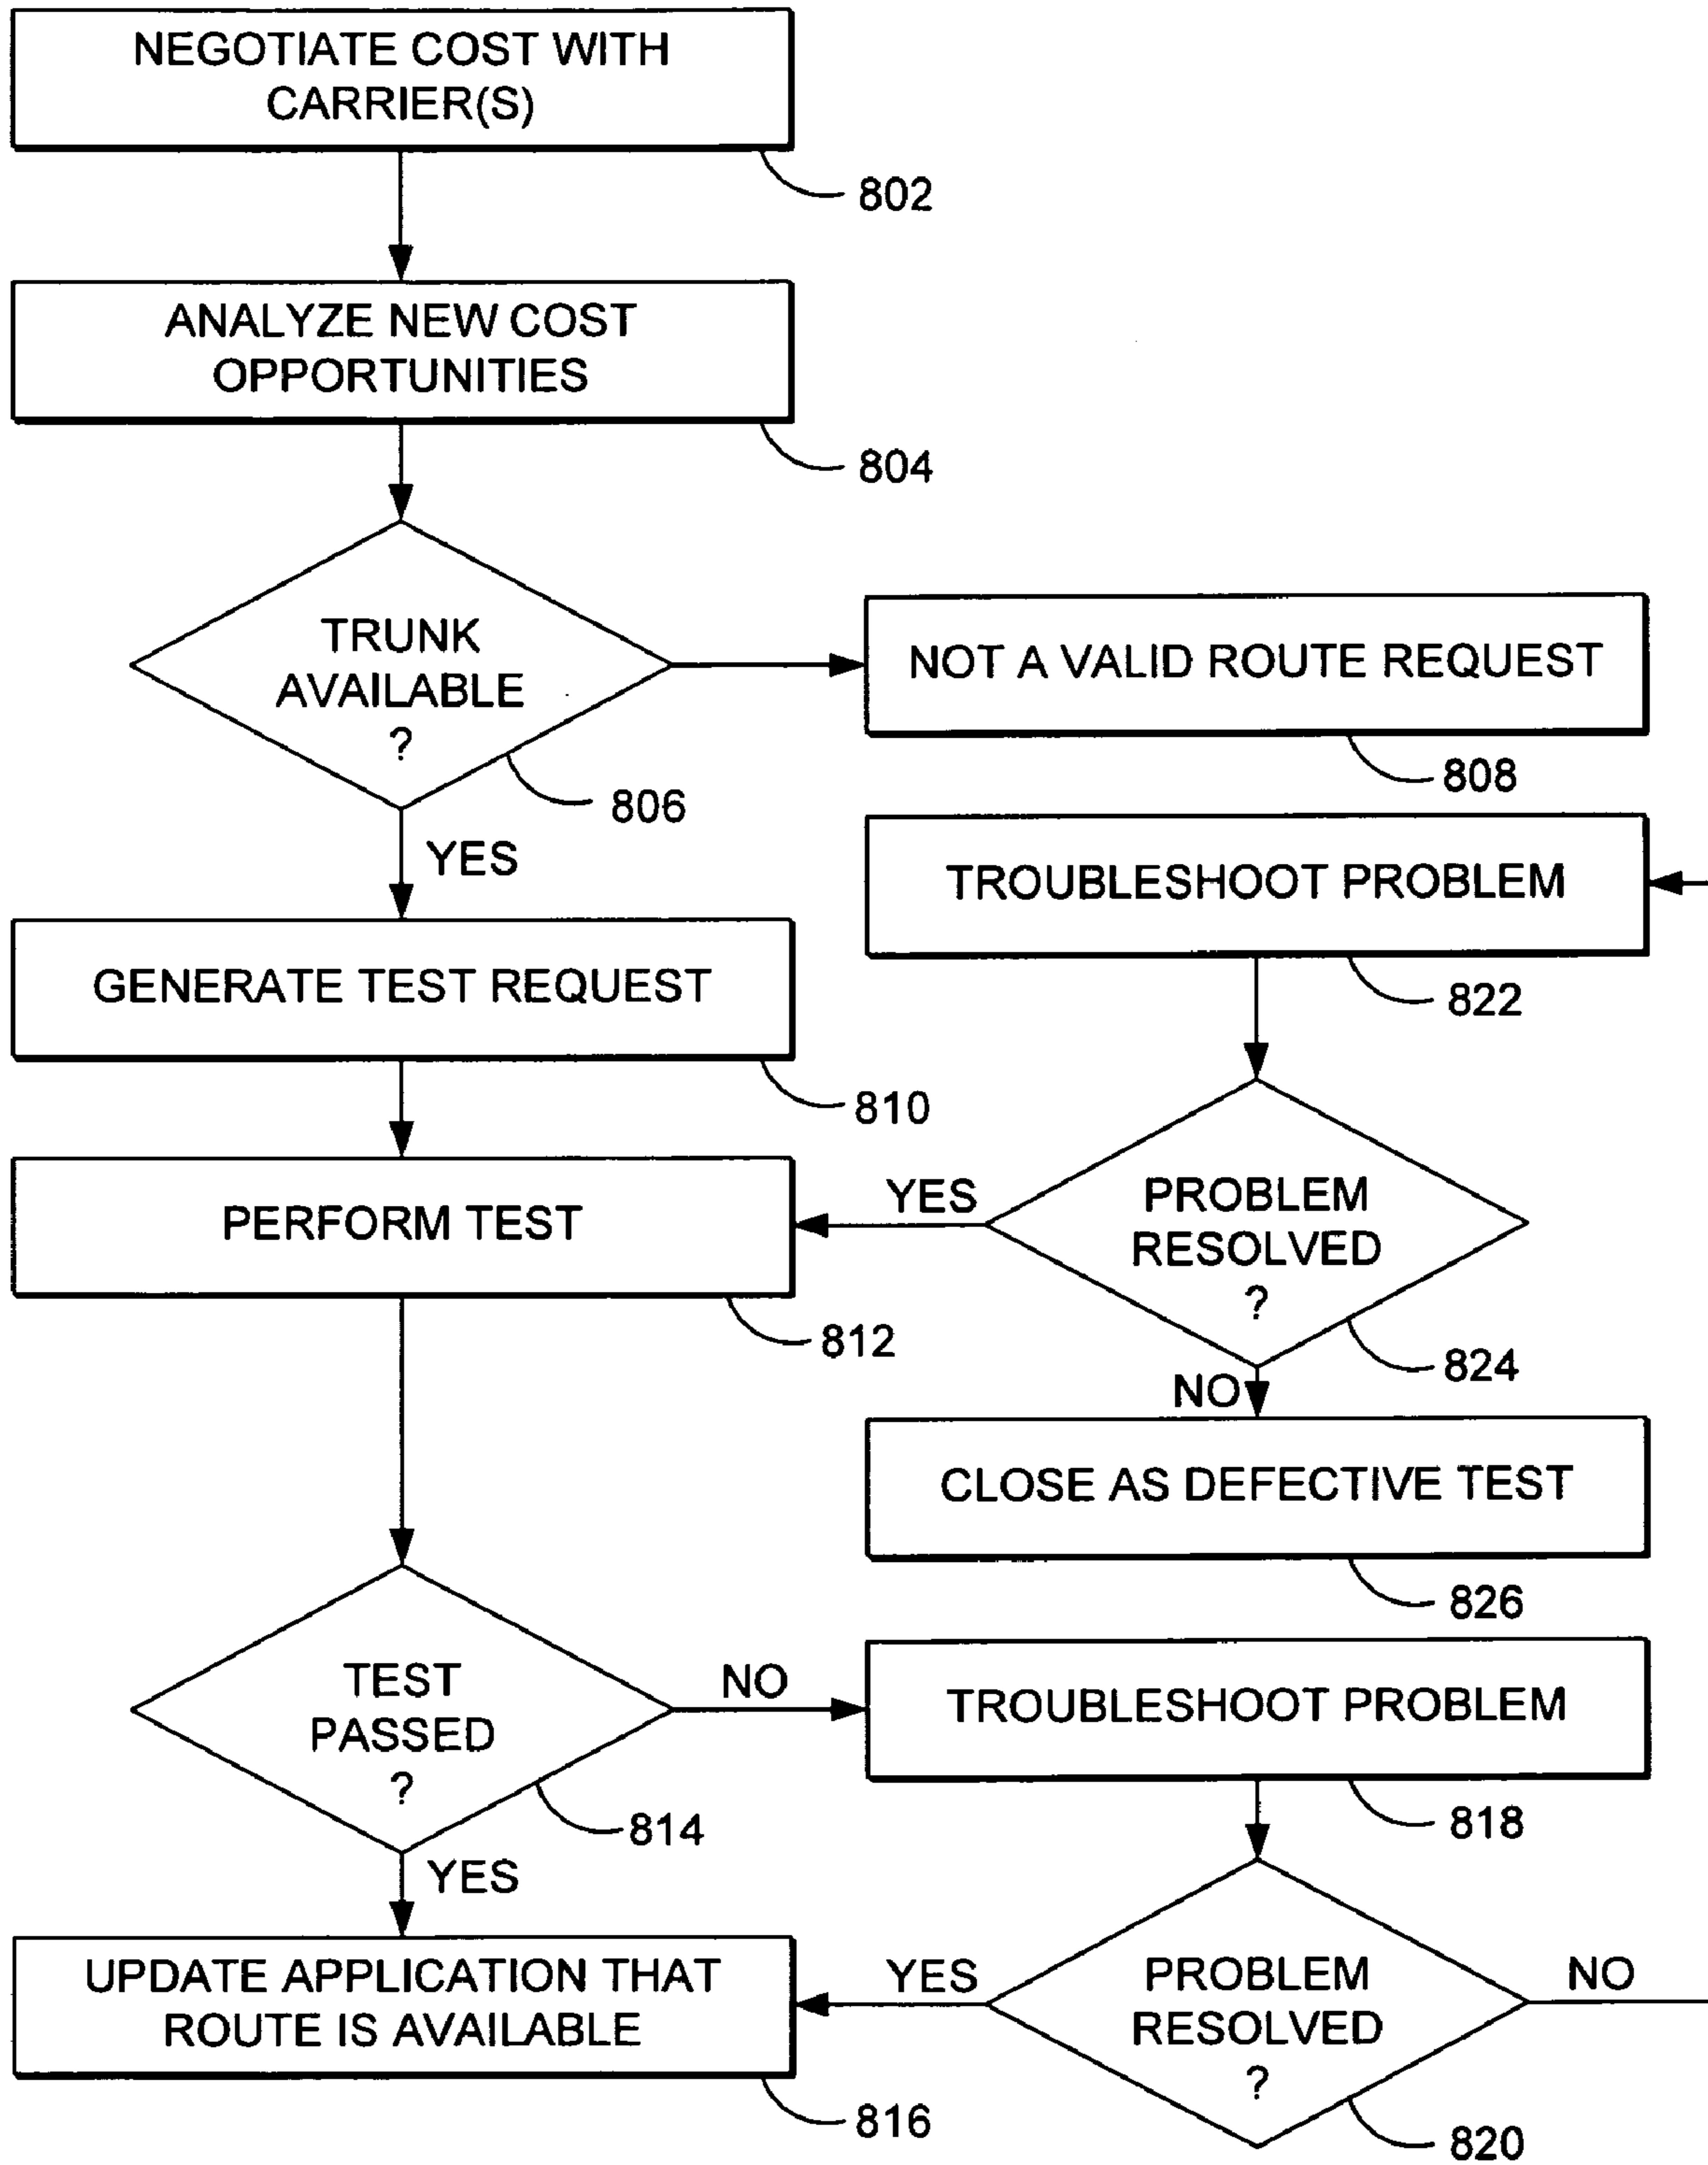 NEGOTIATE COST WITH
CARRIER(S)
802
ANALYZE NEW COST
OPPORTUNITIES
804
TRUNK
AVAILABLE
?
806
NOT A VALID ROUTE REQUEST
808
YES
TROUBLESHOOT PROBLEM
822
GENERATE TEST REQUEST
810
PERFORM TEST
812
YES
PROBLEM
RESOLVED
?
824
NO
CLOSE AS DEFECTIVE TEST
826
TEST
PASSED
?
814
NO
TROUBLESHOOT PROBLEM
818
YES
UPDATE APPLICATION THAT
ROUTE IS AVAILABLE
816
YES
PROBLEM
RESOLVED
?
820
NO